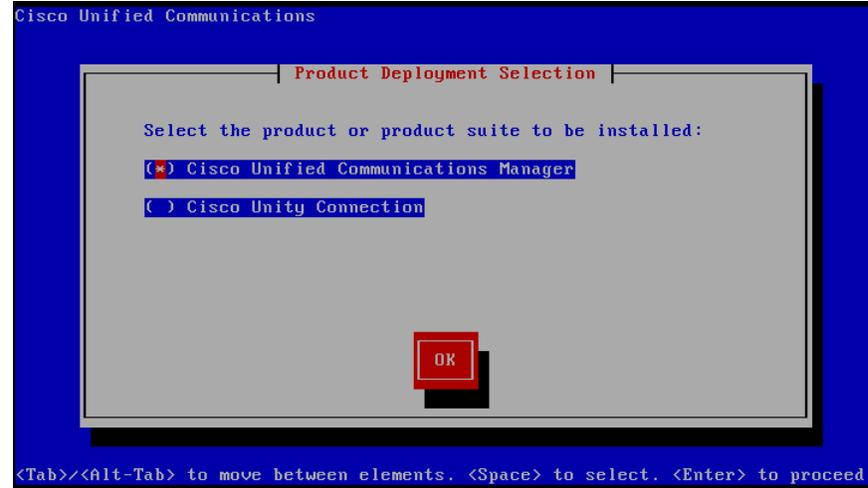 Cisco Unified Communications
Product Deployment Selection
Select the product or product suite to be installed:
(*) Cisco Unified Communications Manager
( ) Cisco Unity Connection
OK
<Tab>/<Alt-Tab> to move between elements. <Space> to select. <Enter> to proceed